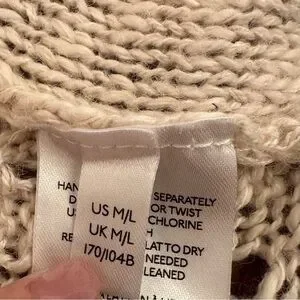 HAN SEPARATELY
D OR TWIST
US M/L CHLORINE
UK M/L
RE LAT TO DRY
170/104B NEEDED
LEANED